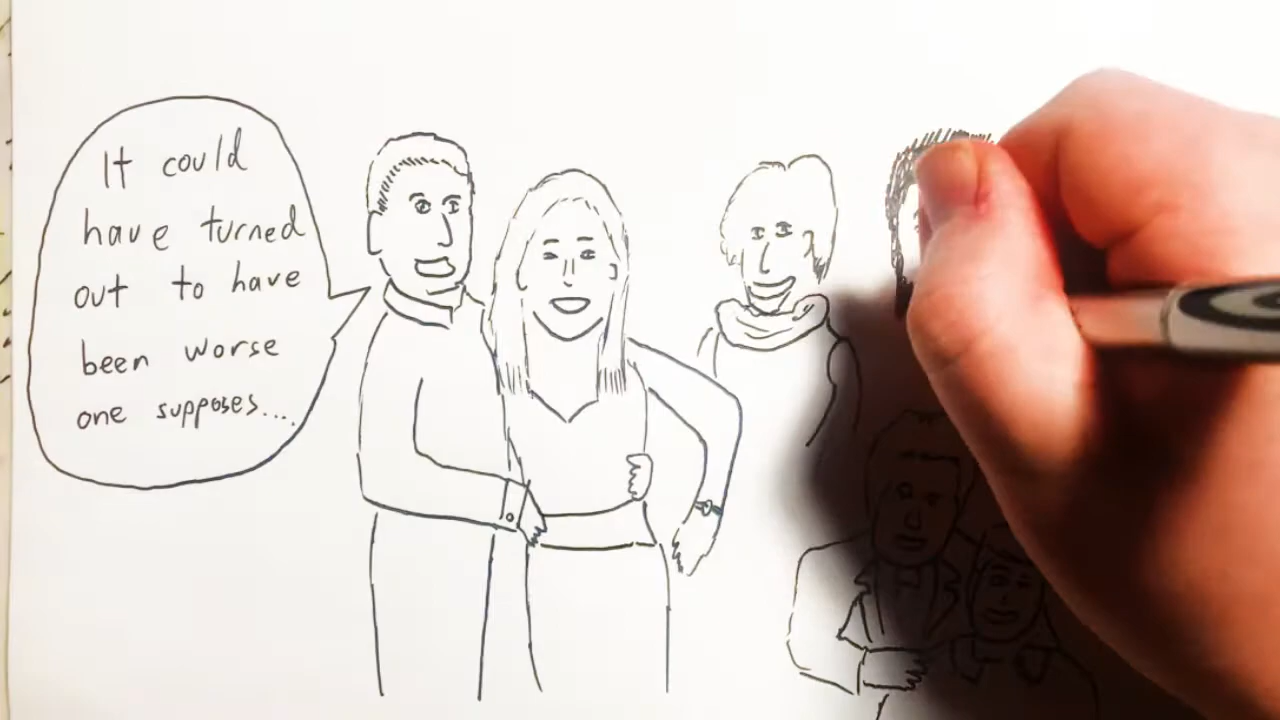 It could
have turned
out to have
been worse
one supposes...